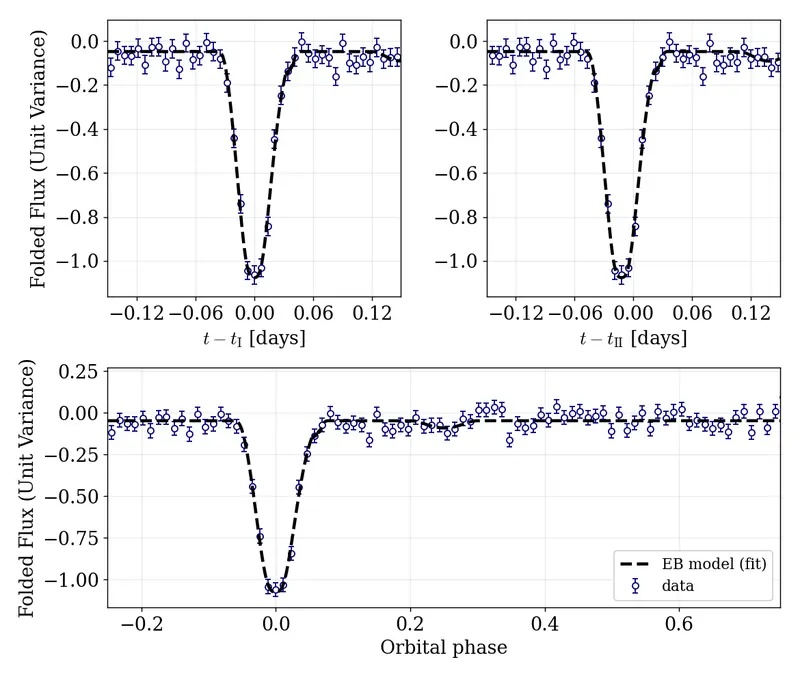 Folded Flux (Unit Variance)
0.0
−0.2
−0.4
−0.6
−0.8
−1.0
−0.12 −0.06 0.00 0.06 0.12
t − t_I [days]
0.0
−0.2
−0.4
−0.6
−0.8
−1.0
−0.12 −0.06 0.00 0.06 0.12
t − t_II [days]
Folded Flux (Unit Variance)
0.25
0.00
−0.25
−0.50
−0.75
−1.00
−0.2 0.0 0.2 0.4 0.6
Orbital phase
EB model (fit)
data